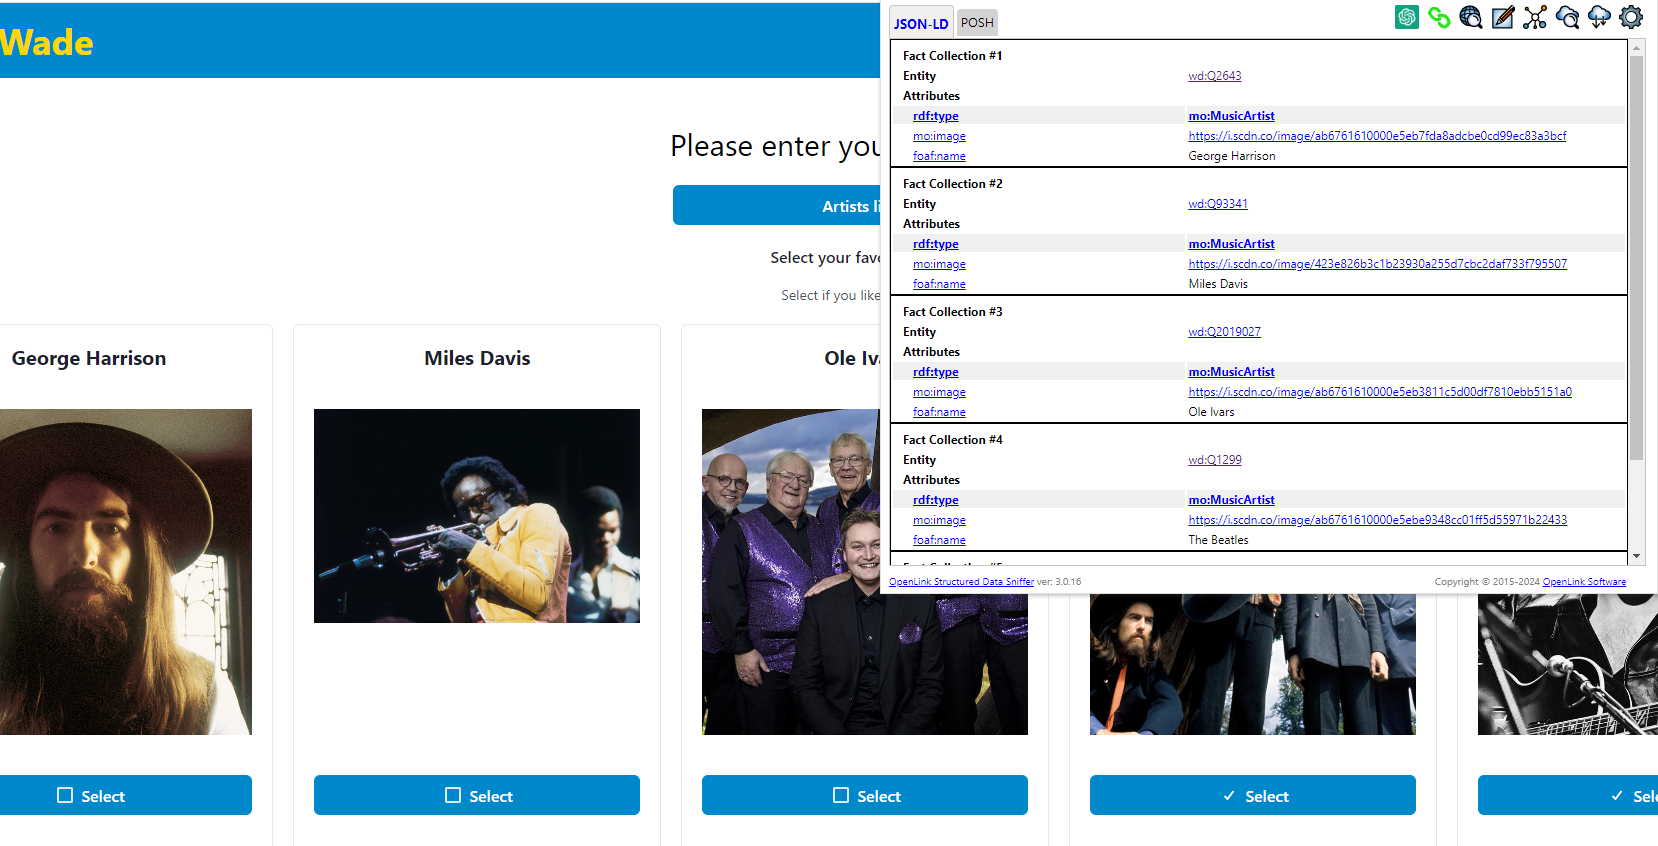 Wade
Please enter you
Artists li
Select your favo
Select if you like
George Harrison
Miles Davis
Ole Iva
Select
Select
Select
Select
Sel
JSON-LD
POSH
Fact Collection #1
Entity wd:Q2643
Attributes
rdf:type mo:MusicArtist
mo:image https://i.scdn.co/image/ab6761610000e5eb7fda8adcbe0cd99ec83a3bcf
foaf:name George Harrison
Fact Collection #2
Entity wd:Q93341
Attributes
rdf:type mo:MusicArtist
mo:image https://i.scdn.co/image/423e826b3c1b23930a255d7cbc2daf733f795507
foaf:name Miles Davis
Fact Collection #3
Entity wd:Q2019027
Attributes
rdf:type mo:MusicArtist
mo:image https://i.scdn.co/image/ab6761610000e5eb3811c5d00df7810ebb5151a0
foaf:name Ole Ivars
Fact Collection #4
Entity wd:Q1299
Attributes
rdf:type mo:MusicArtist
mo:image https://i.scdn.co/image/ab6761610000e5ebe9348cc01ff5d55971b22433
foaf:name The Beatles
OpenLink Structured Data Sniffer ver: 3.0.16
Copyright © 2015-2024 OpenLink Software